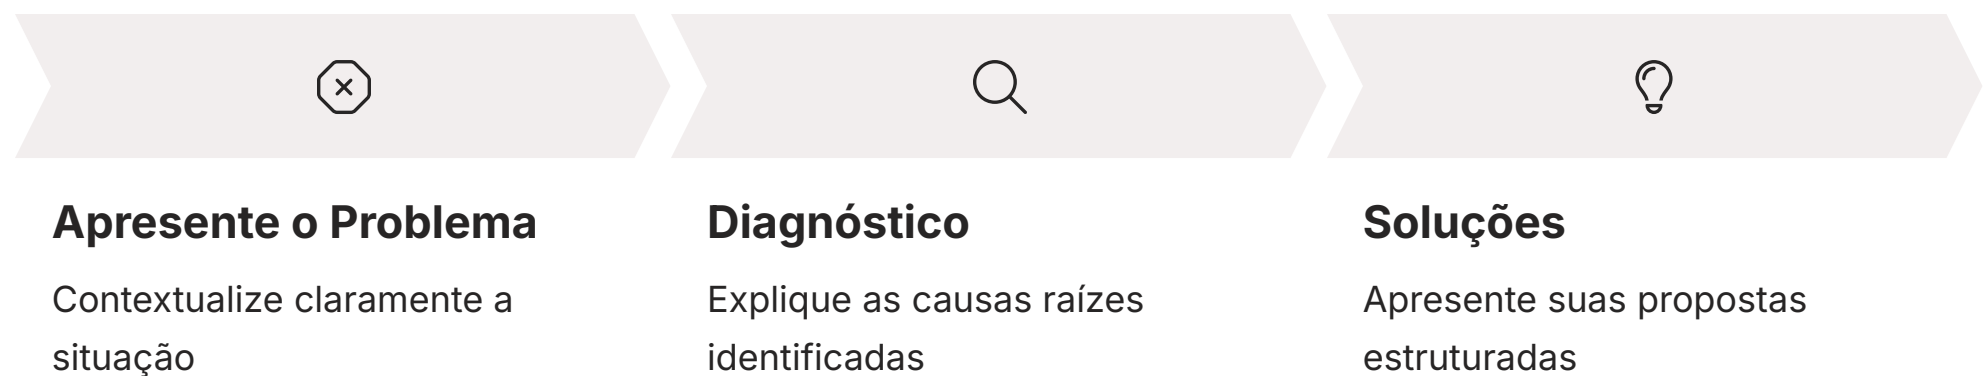 Apresente o Problema
Contextualize claramente a
situação
Diagnóstico
Explique as causas raízes
identificadas
Soluções
Apresente suas propostas
estruturadas